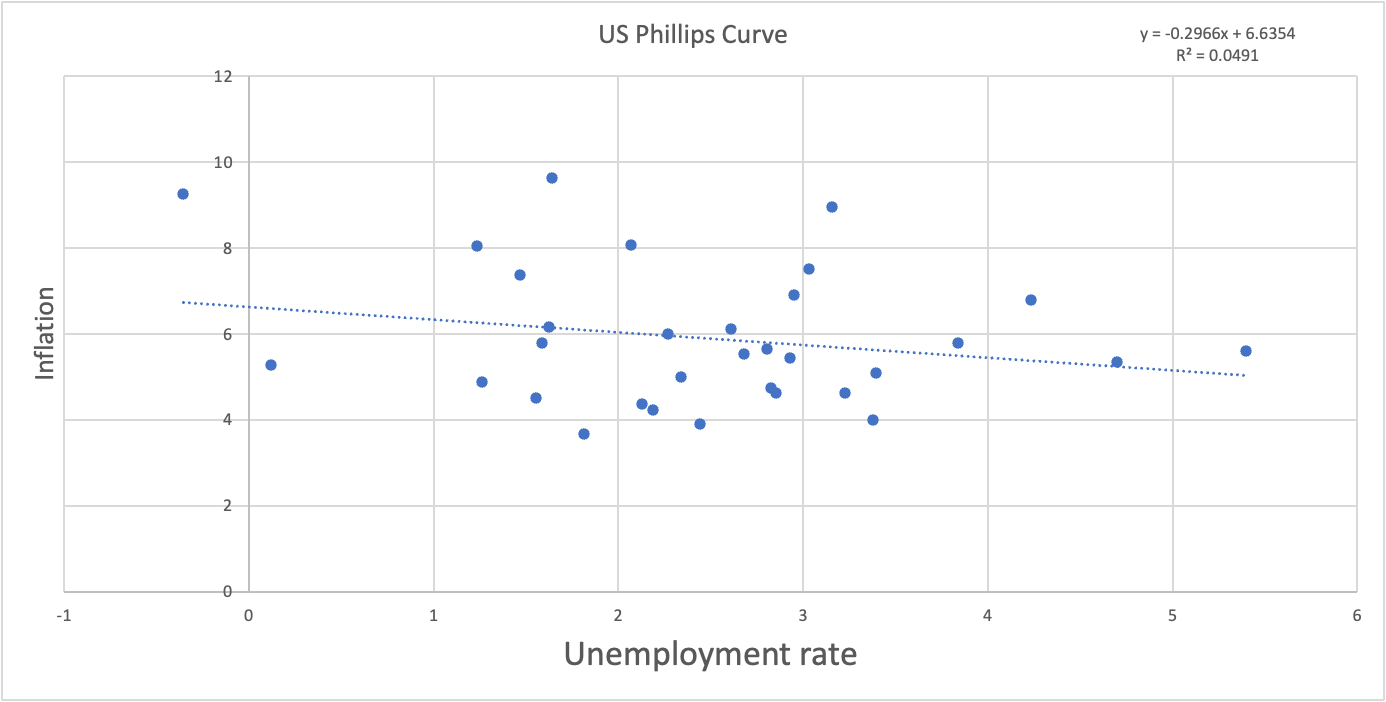 US Phillips Curve
y = -0.2966x + 6.6354
R² = 0.0491
12
10
8
6
4
2
0
Inflation
-1 0 1 2 3 4 5 6
Unemployment rate